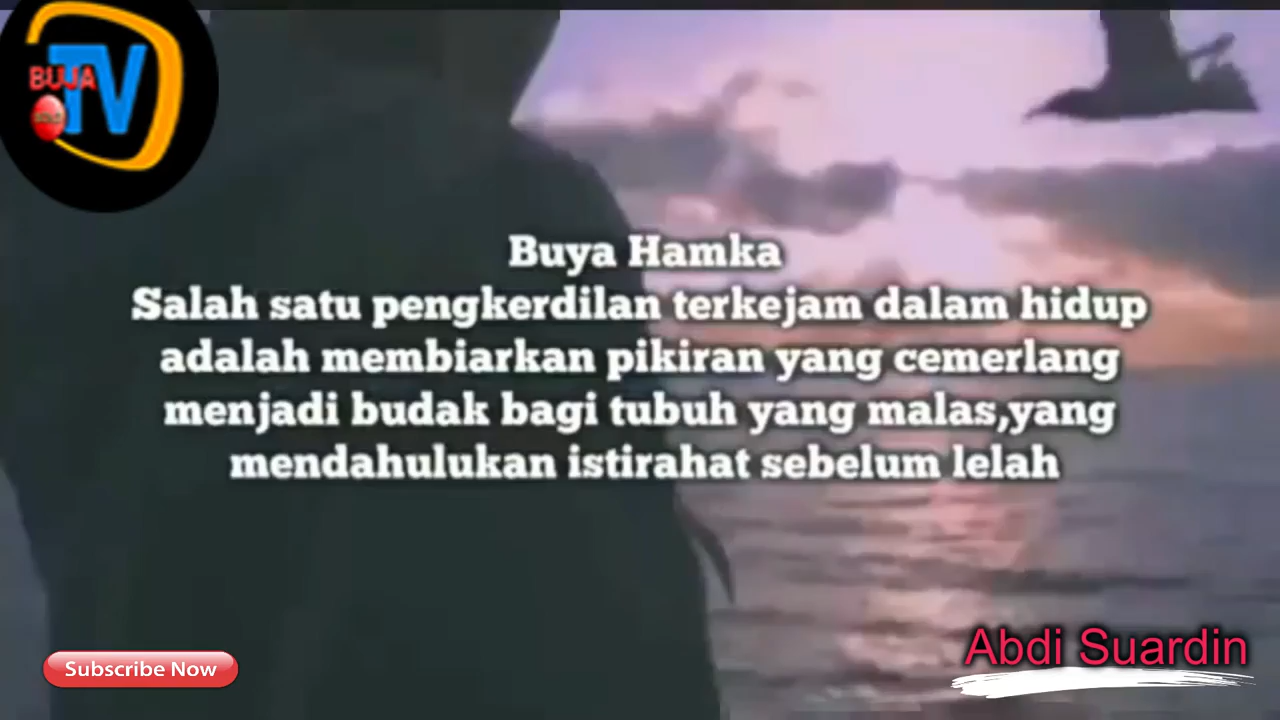 BUJA
TV
Buya Hamka
Salah satu pengkerdilan terkejam dalam hidup
adalah membiarkan pikiran yang cemerlang
menjadi budak bagi tubuh yang malas,yang
mendahulukan istirahat sebelum lelah
Subscribe Now
Abdi Suardin